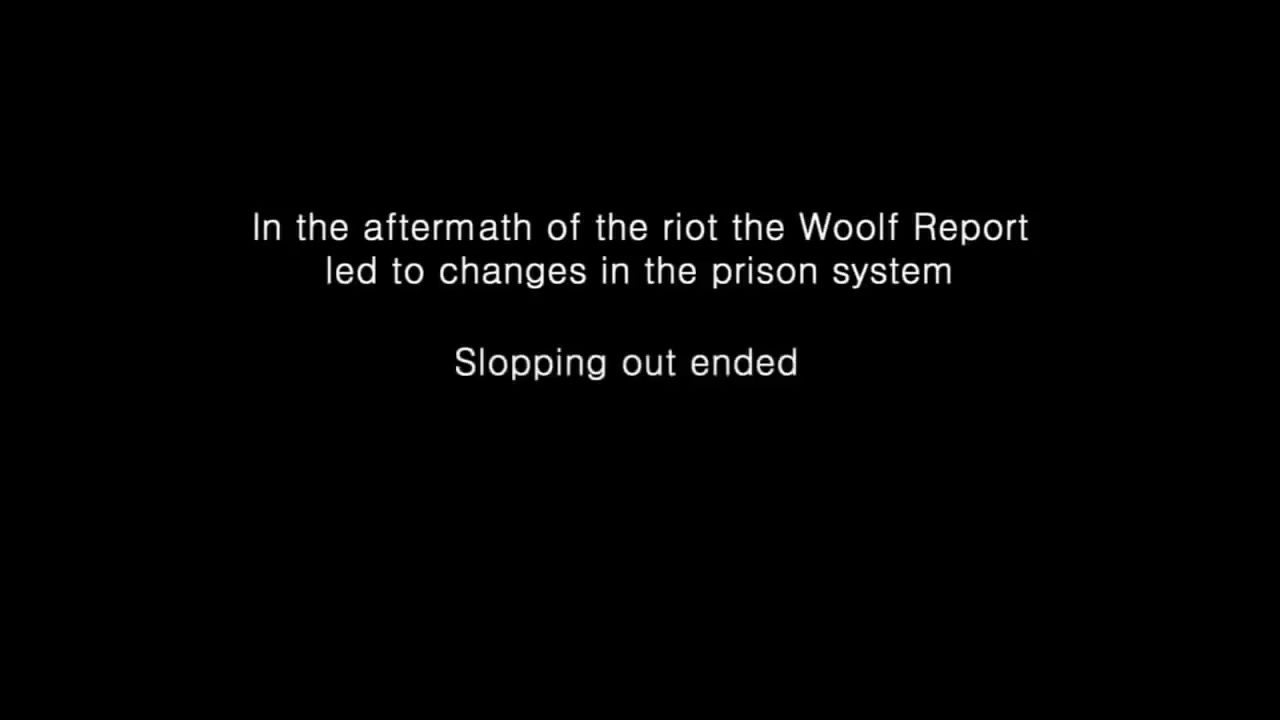 In the aftermath of the riot the Woolf Report
led to changes in the prison system
Slopping out ended